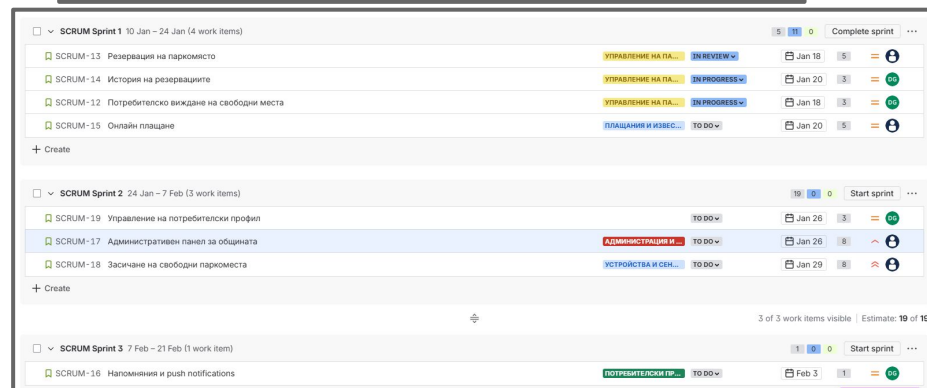 SCRUM Sprint 1 10 Jan – 24 Jan (4 work items) 5 11 0 Complete sprint ...
SCRUM-13 Резервация на паркомясто УПРАВЛЕНИЕ НА ПА... IN REVIEW Jan 18 5
SCRUM-14 История на резервациите УПРАВЛЕНИЕ НА ПА... IN PROGRESS Jan 20 3 DG
SCRUM-12 Потребителско виждане на свободни места УПРАВЛЕНИЕ НА ПА... IN PROGRESS Jan 18 3 DG
SCRUM-15 Онлайн плащане ПЛАЩАНИЯ И ИЗВЕС... TO DO Jan 20 5
+ Create
SCRUM Sprint 2 24 Jan – 7 Feb (3 work items) 19 0 0 Start sprint ...
SCRUM-19 Управление на потребителски профил TO DO Jan 26 3 DG
SCRUM-17 Административен панел за общината АДМИНИСТРАЦИЯ И ... TO DO Jan 26 8
SCRUM-18 Засичане на свободни паркоместа УСТРОЙСТВА И СЕН... TO DO Jan 29 8
+ Create
3 of 3 work items visible | Estimate: 19 of 19
SCRUM Sprint 3 7 Feb – 21 Feb (1 work item) 1 0 0 Start sprint ...
SCRUM-16 Напомняния и push notifications ПОТРЕБИТЕЛСКИ ПР... TO DO Feb 3 1 DG